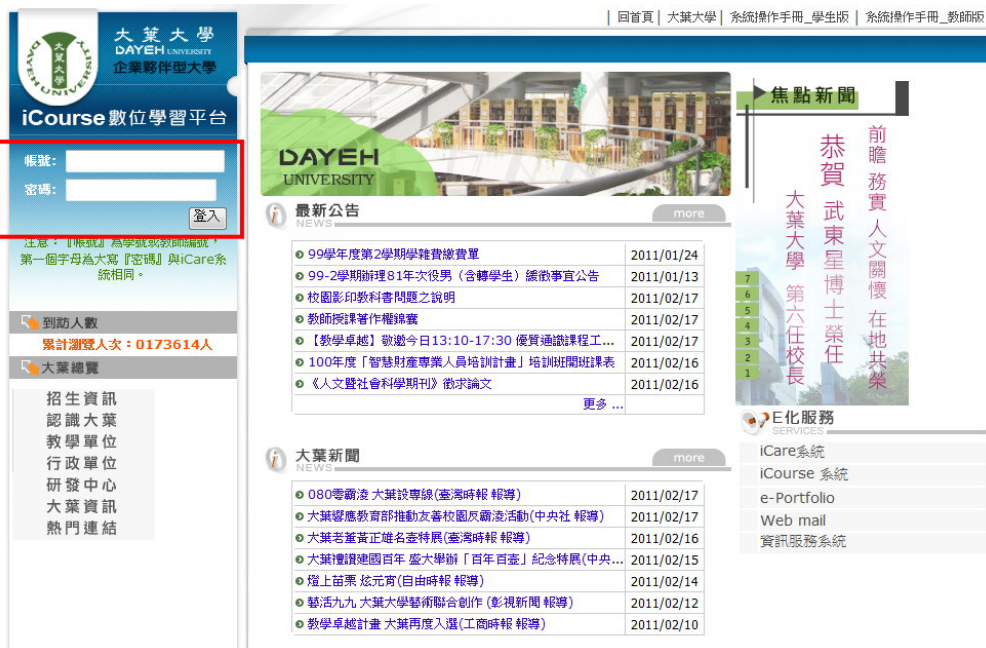 回首頁 | 大葉大學 | 系統操作手冊_學生版 | 系統操作手冊_教師版
大葉大學
DAYEH UNIVERSITY
企業夥伴型大學
大葉大學
DAYEH UNIVERSITY
iCourse 數位學習平台
帳號:
密碼:
登入
注意:『帳號』為學號或教師編號,
第一個字母為大寫『密碼』與iCare系
統相同。
到訪人數
累計瀏覽人次:0173614人
大葉總覽
招生資訊
認識大葉
教學單位
行政單位
研發中心
大葉資訊
熱門連結
DAYEH
UNIVERSITY
最新公告
NEWS
more
99學年度第2學期學雜費繳費單 2011/01/24
99-2學期辦理81年次役男(含轉學生)緩徵事宜公告 2011/01/13
校園影印教科書問題之說明 2011/02/17
教師授課著作權錦囊 2011/02/17
【教學卓越】敬邀今日13:10-17:30 優質通識課程工... 2011/02/17
100年度「智慧財產專業人員培訓計畫」培訓班開班課表 2011/02/16
《人文暨社會科學期刊》徵求論文 2011/02/16
更多 ...
大葉新聞
NEWS
more
080零霸凌 大葉設專線(臺灣時報 報導) 2011/02/17
大葉響應教育部推動友善校園反霸凌活動(中央社 報導) 2011/02/17
大葉老董黃正雄名壺特展(臺灣時報 報導) 2011/02/16
大葉禮讚建國百年 盛大舉辦「百年百壺」紀念特展(中央... 2011/02/15
燈上苗栗 炫元宵(自由時報 報導) 2011/02/14
藝活九九 大葉大學藝術聯合創作 (彰視新聞 報導) 2011/02/12
教學卓越計畫 大葉再度入選(工商時報 報導) 2011/02/10
焦點新聞
前瞻 務實 人文關懷 在地共榮
恭賀 武東星博士榮任
大葉大學 第六任校長
7
6
5
4
3
2
1
E化服務
SERVICES
iCare系統
iCourse 系統
e-Portfolio
Web mail
資訊服務系統